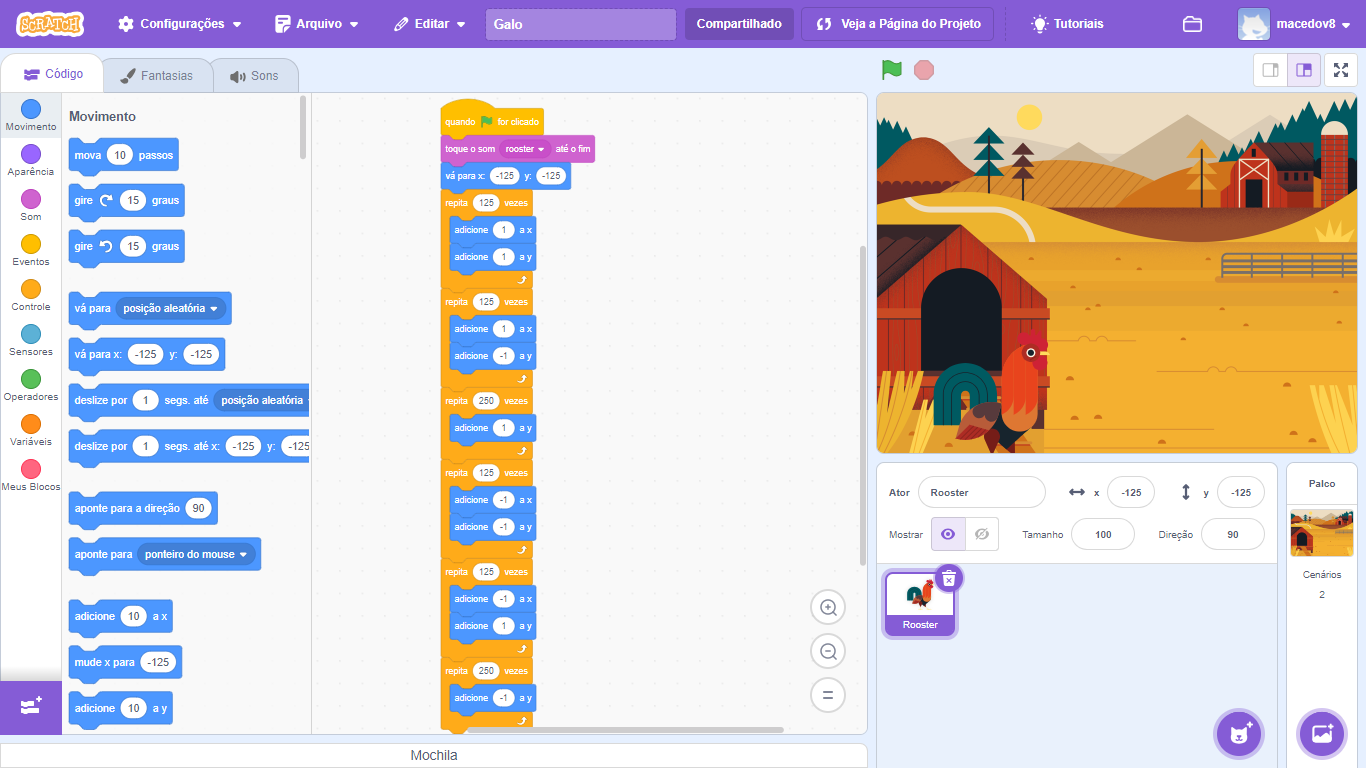 SCRATCH
Configurações
Arquivo
Editar
Galo
Compartilhado
Veja a Página do Projeto
Tutoriais
macedov8
Código
Fantasias
Sons
Movimento
Aparência
Som
Eventos
Controle
Sensores
Operadores
Variáveis
Meus Blocos
Movimento
mova 10 passos
gire 15 graus
gire 15 graus
vá para posição aleatória
vá para x: -125 y: -125
deslize por 1 segs. até posição aleatória
deslize por 1 segs. até x: -125 y: -125
aponte para a direção 90
aponte para ponteiro do mouse
adicione 10 a x
mude x para -125
adicione 10 a y
quando for clicado
toque o som rooster até o fim
vá para x: -125 y: -125
repita 125 vezes
adicione 1 a x
adicione 1 a y
repita 125 vezes
adicione 1 a x
adicione -1 a y
repita 250 vezes
adicione 1 a y
repita 125 vezes
adicione -1 a x
adicione -1 a y
repita 125 vezes
adicione -1 a x
adicione 1 a y
repita 250 vezes
adicione -1 a y
Ator Rooster x -125 y -125
Mostrar Tamanho 100 Direção 90
Rooster
Palco
Cenários
2
Mochila